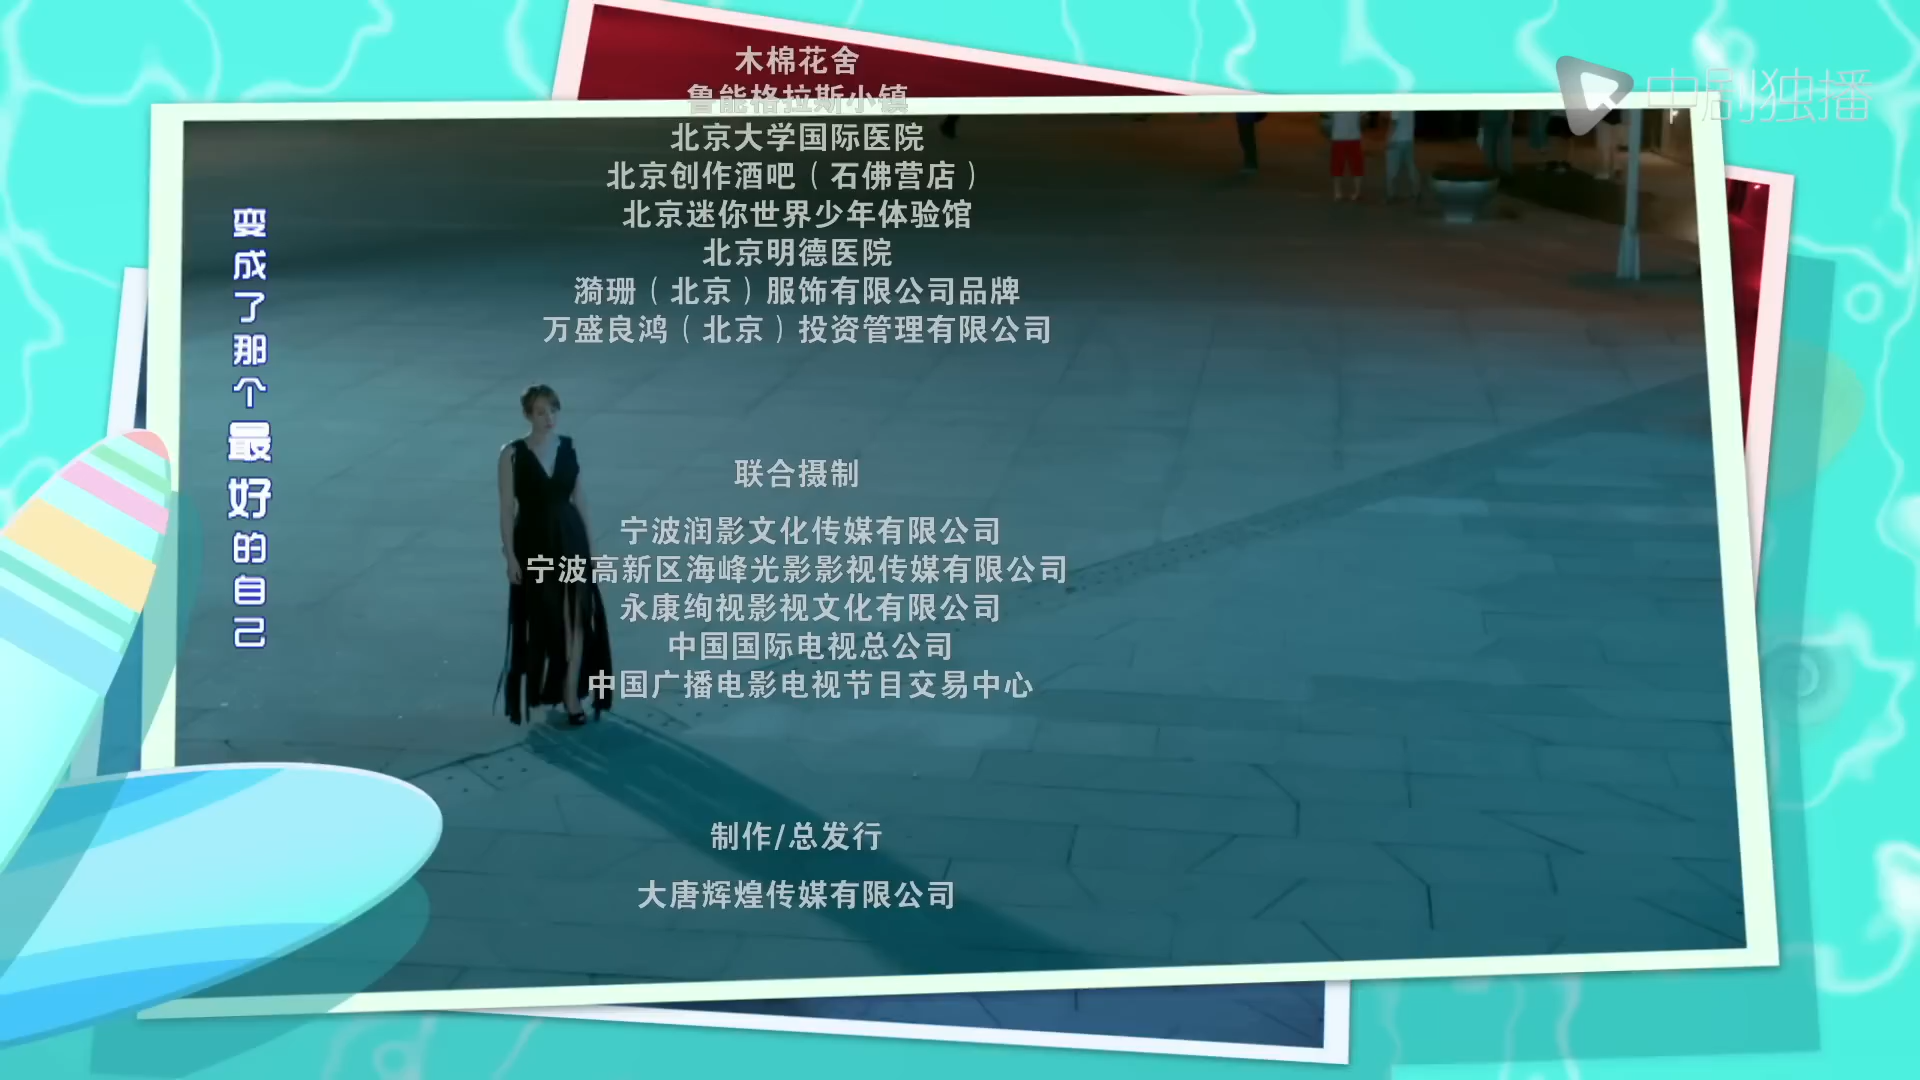 木棉花舍
鲁能格拉斯小镇
北京大学国际医院
北京创作酒吧（石佛营店）
北京迷你世界少年体验馆
北京明德医院
漪珊（北京）服饰有限公司品牌
万盛良鸿（北京）投资管理有限公司
联合摄制
宁波润影文化传媒有限公司
宁波高新区海峰光影影视传媒有限公司
永康绚视影视文化有限公司
中国国际电视总公司
中国广播电影电视节目交易中心
制作/总发行
大唐辉煌传媒有限公司
变成了那个最好的自己
中剧独播